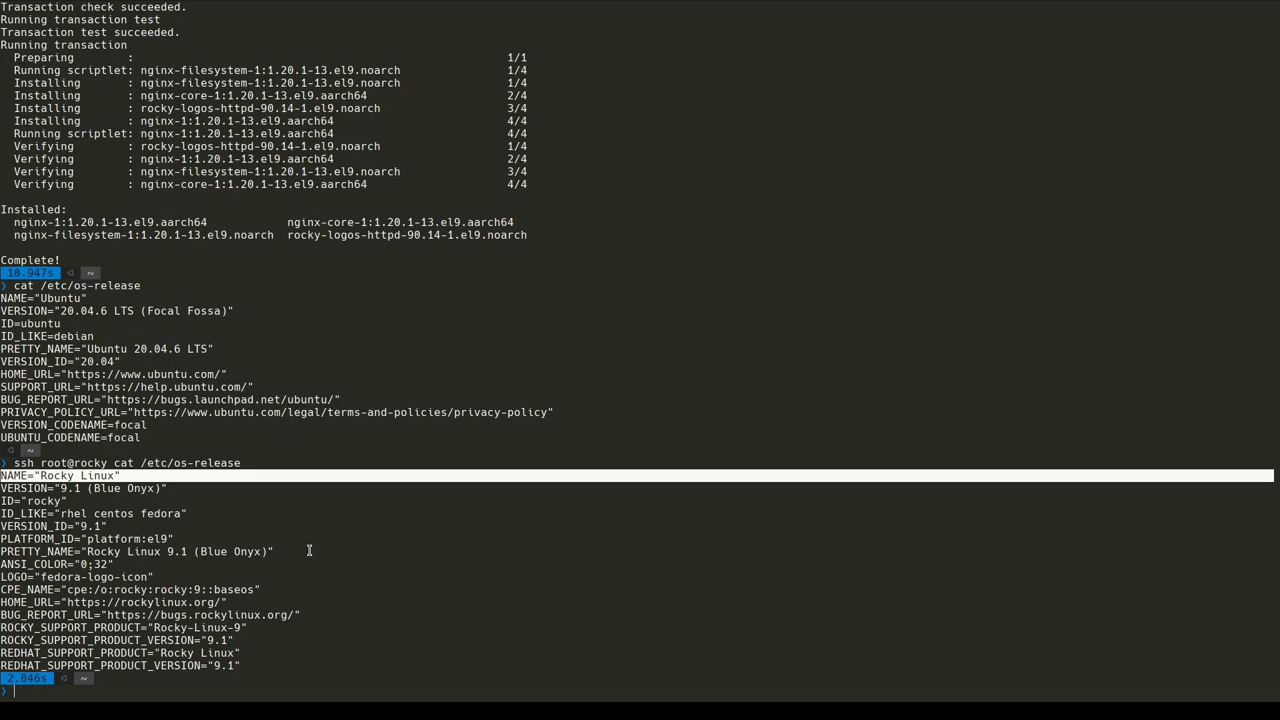 Transaction check succeeded.
Running transaction test
Transaction test succeeded.
Running transaction
  Preparing        :                                                        1/1
  Running scriptlet: nginx-filesystem-1:1.20.1-13.el9.noarch                1/4
  Installing       : nginx-filesystem-1:1.20.1-13.el9.noarch                1/4
  Installing       : nginx-core-1:1.20.1-13.el9.aarch64                     2/4
  Installing       : rocky-logos-httpd-90.14-1.el9.noarch                   3/4
  Installing       : nginx-1:1.20.1-13.el9.aarch64                          4/4
  Running scriptlet: nginx-1:1.20.1-13.el9.aarch64                          4/4
  Verifying        : rocky-logos-httpd-90.14-1.el9.noarch                   1/4
  Verifying        : nginx-1:1.20.1-13.el9.aarch64                          2/4
  Verifying        : nginx-filesystem-1:1.20.1-13.el9.noarch                3/4
  Verifying        : nginx-core-1:1.20.1-13.el9.aarch64                     4/4

Installed:
  nginx-1:1.20.1-13.el9.aarch64            nginx-core-1:1.20.1-13.el9.aarch64
  nginx-filesystem-1:1.20.1-13.el9.noarch  rocky-logos-httpd-90.14-1.el9.noarch

Complete!
10.947s ~
❯ cat /etc/os-release
NAME="Ubuntu"
VERSION="20.04.6 LTS (Focal Fossa)"
ID=ubuntu
ID_LIKE=debian
PRETTY_NAME="Ubuntu 20.04.6 LTS"
VERSION_ID="20.04"
HOME_URL="https://www.ubuntu.com/"
SUPPORT_URL="https://help.ubuntu.com/"
BUG_REPORT_URL="https://bugs.launchpad.net/ubuntu/"
PRIVACY_POLICY_URL="https://www.ubuntu.com/legal/terms-and-policies/privacy-policy"
VERSION_CODENAME=focal
UBUNTU_CODENAME=focal
~
❯ ssh root@rocky cat /etc/os-release
NAME="Rocky Linux"
VERSION="9.1 (Blue Onyx)"
ID="rocky"
ID_LIKE="rhel centos fedora"
VERSION_ID="9.1"
PLATFORM_ID="platform:el9"
PRETTY_NAME="Rocky Linux 9.1 (Blue Onyx)"
ANSI_COLOR="0;32"
LOGO="fedora-logo-icon"
CPE_NAME="cpe:/o:rocky:rocky:9::baseos"
HOME_URL="https://rockylinux.org/"
BUG_REPORT_URL="https://bugs.rockylinux.org/"
ROCKY_SUPPORT_PRODUCT="Rocky-Linux-9"
ROCKY_SUPPORT_PRODUCT_VERSION="9.1"
REDHAT_SUPPORT_PRODUCT="Rocky Linux"
REDHAT_SUPPORT_PRODUCT_VERSION="9.1"
2.846s ~
❯